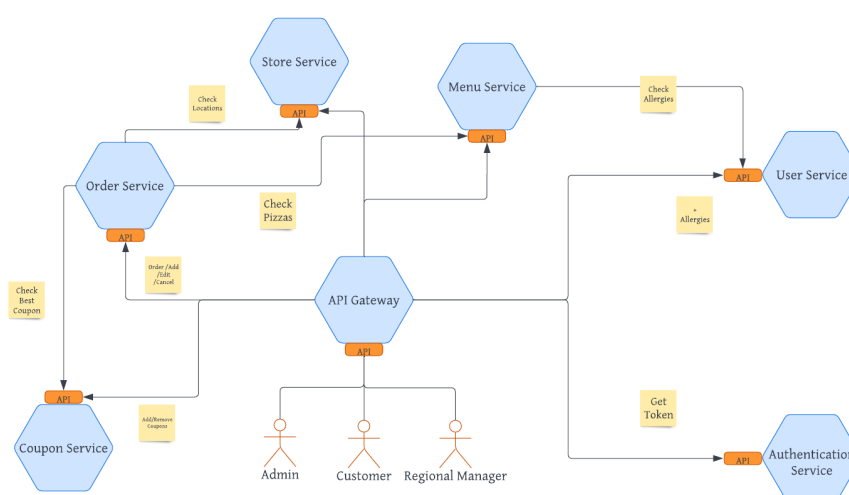 Store Service
API
Menu Service
API
Check
Allergies
Check
Locations
User Service
API
Order Service
API
Check
Pizzas
+
Allergies
Order /Add
/Edit
/Cancel
API Gateway
API
Check
Best
Coupon
API
Coupon Service
Add/Remove
Coupons
Get
Token
API
Authentication
Service
Admin
Customer
Regional Manager